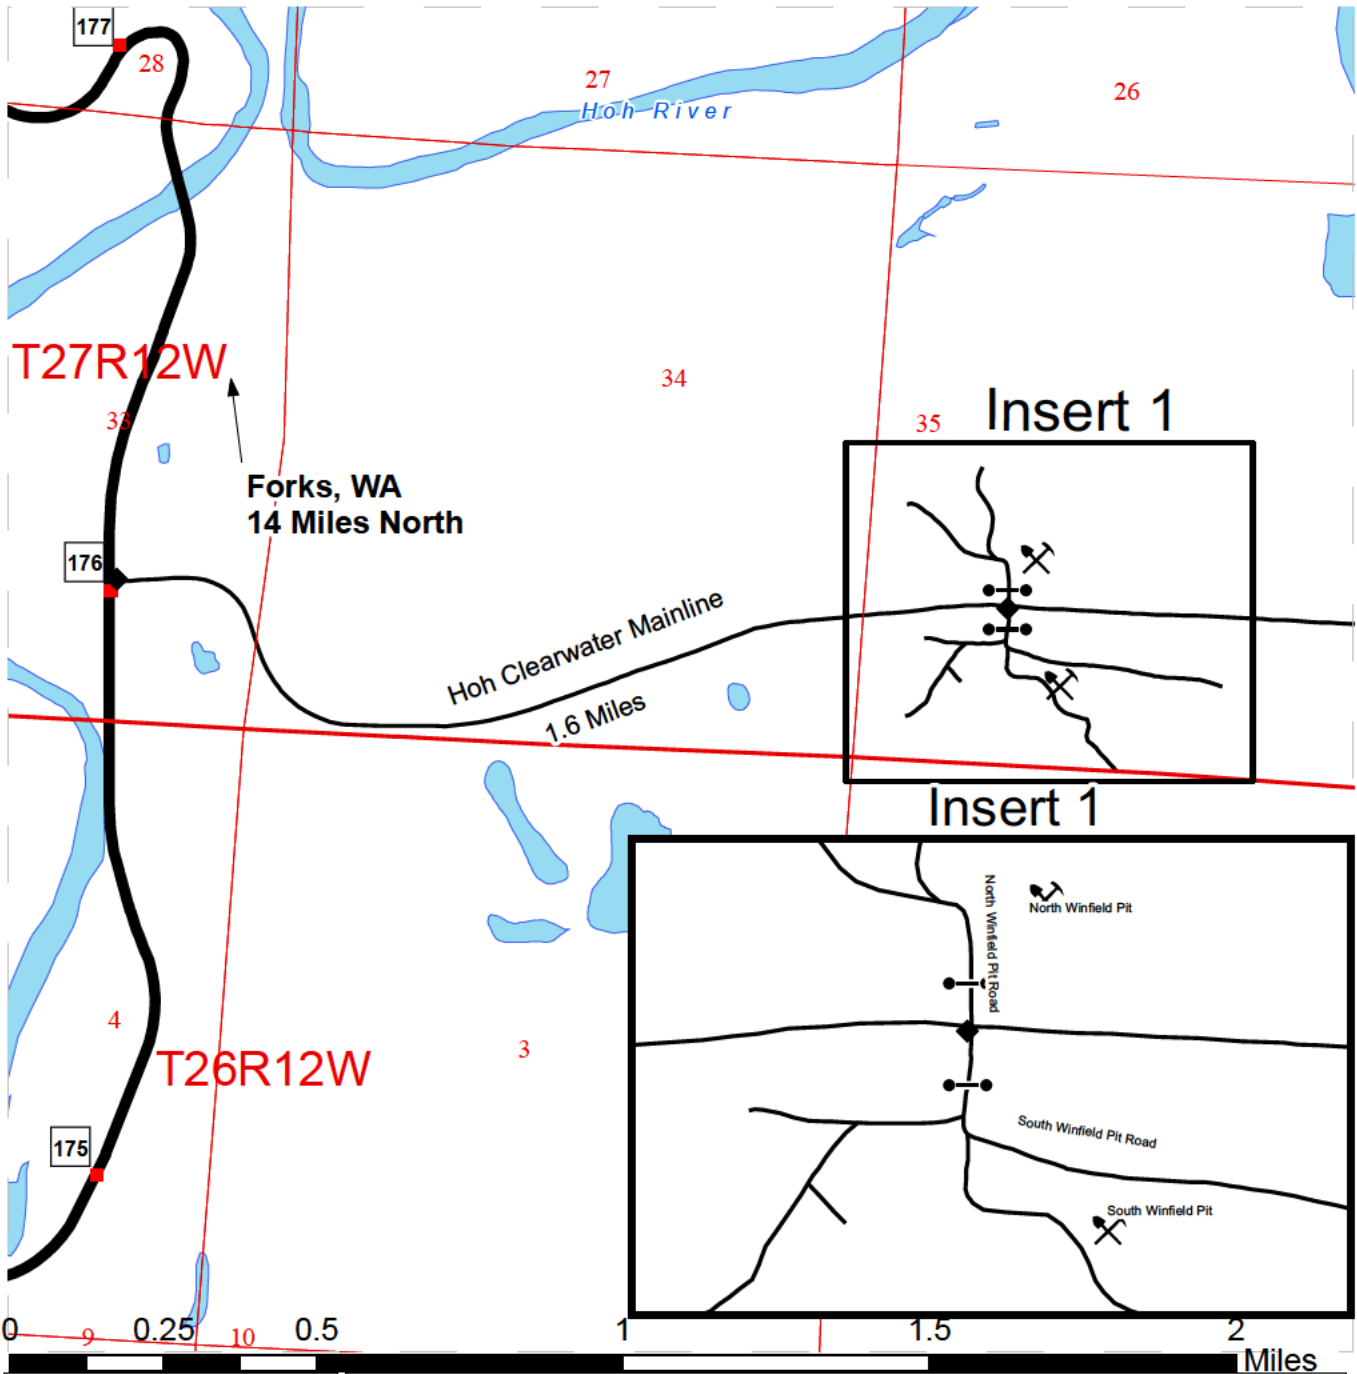 177
28
27
Hoh River
26
T27R12W
33
34
35
Insert 1
Forks, WA
14 Miles North
176
Hoh Clearwater Mainline
1.6 Miles
Insert 1
North Winfield Pit Road
North Winfield Pit
4
T26R12W
3
175
South Winfield Pit Road
South Winfield Pit
9
10
0 0.25 0.5 1 1.5 2
Miles